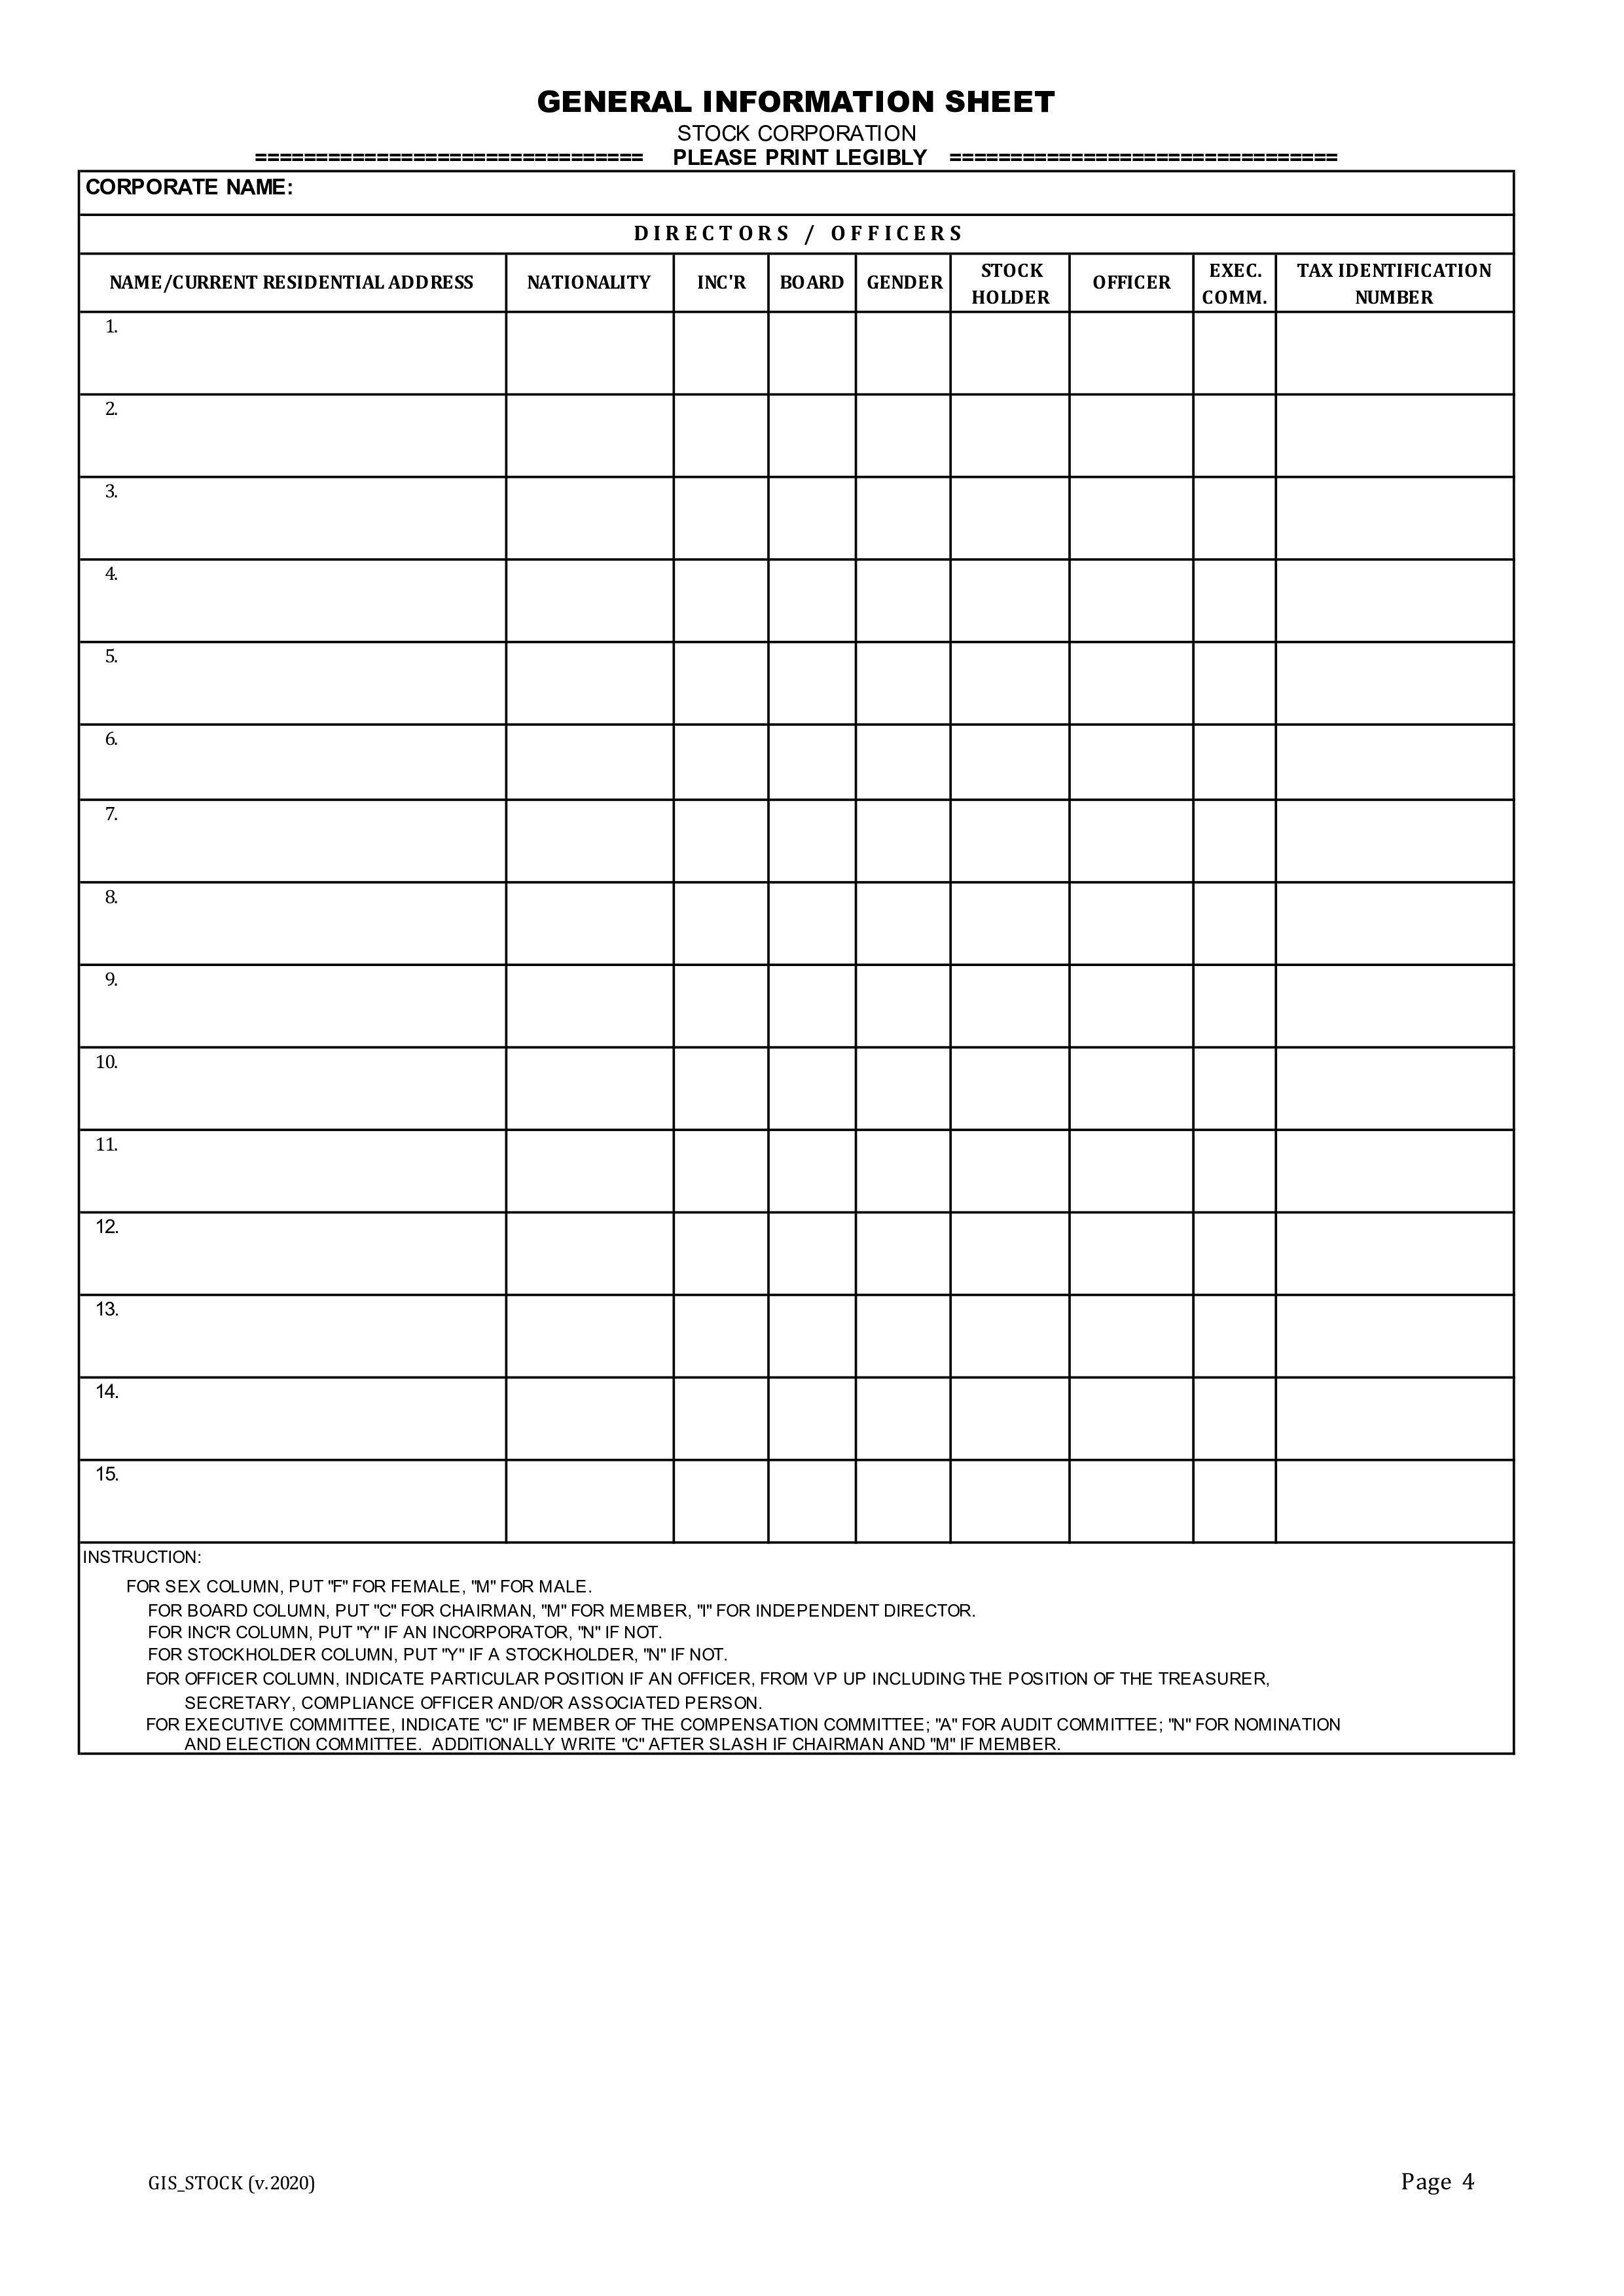 GENERAL INFORMATION SHEET
STOCK CORPORATION
================================ PLEASE PRINT LEGIBLY ================================
CORPORATE NAME:
DIRECTORS / OFFICERS
NAME/CURRENT RESIDENTIAL ADDRESS NATIONALITY INC'R BOARD GENDER STOCK HOLDER OFFICER EXEC. COMM. TAX IDENTIFICATION NUMBER
1.
2.
3.
4.
5.
6.
7.
8.
9.
10.
11.
12.
13.
14.
15.
INSTRUCTION:
FOR SEX COLUMN, PUT "F" FOR FEMALE, "M" FOR MALE.
FOR BOARD COLUMN, PUT "C" FOR CHAIRMAN, "M" FOR MEMBER, "I" FOR INDEPENDENT DIRECTOR.
FOR INC'R COLUMN, PUT "Y" IF AN INCORPORATOR, "N" IF NOT.
FOR STOCKHOLDER COLUMN, PUT "Y" IF A STOCKHOLDER, "N" IF NOT.
FOR OFFICER COLUMN, INDICATE PARTICULAR POSITION IF AN OFFICER, FROM VP UP INCLUDING THE POSITION OF THE TREASURER,
SECRETARY, COMPLIANCE OFFICER AND/OR ASSOCIATED PERSON.
FOR EXECUTIVE COMMITTEE, INDICATE "C" IF MEMBER OF THE COMPENSATION COMMITTEE; "A" FOR AUDIT COMMITTEE; "N" FOR NOMINATION
AND ELECTION COMMITTEE. ADDITIONALLY WRITE "C" AFTER SLASH IF CHAIRMAN AND "M" IF MEMBER.
GIS_STOCK (v.2020) Page 4